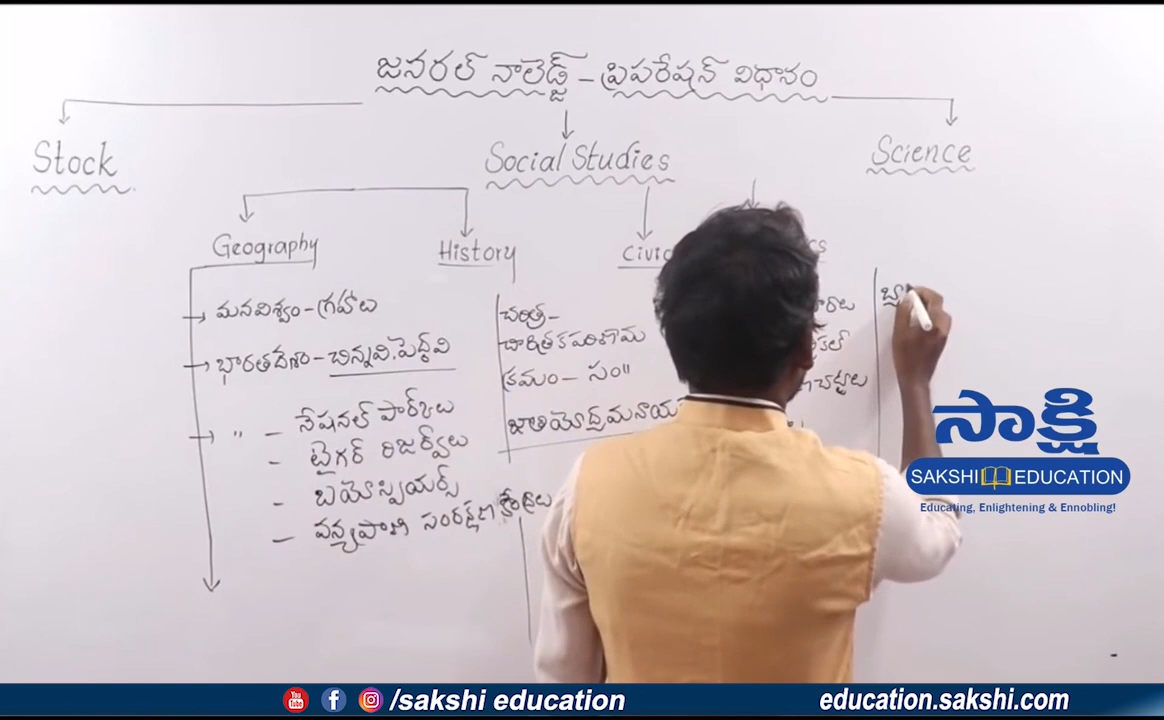 జనరల్ నాలెడ్జ్ – ప్రిపరేషన్ విధానం
Stock
Social Studies
Science
Geography
History
మనవిశ్వం – గ్రహాలు
భారతదేశం – చిన్నవి, పెద్దవి
" – నేషనల్ పార్క్‌లు
– టైగర్ రిజర్వ్‌లు
– బయోస్పియర్స్
– వన్యప్రాణి సంరక్షణ కేంద్రాలు
చరిత్ర –
చారిత్రక పరిణామ
క్రమం – సం"
సాక్షి
SAKSHI EDUCATION
Educating, Enlightening & Ennobling!
/sakshi education
education.sakshi.com